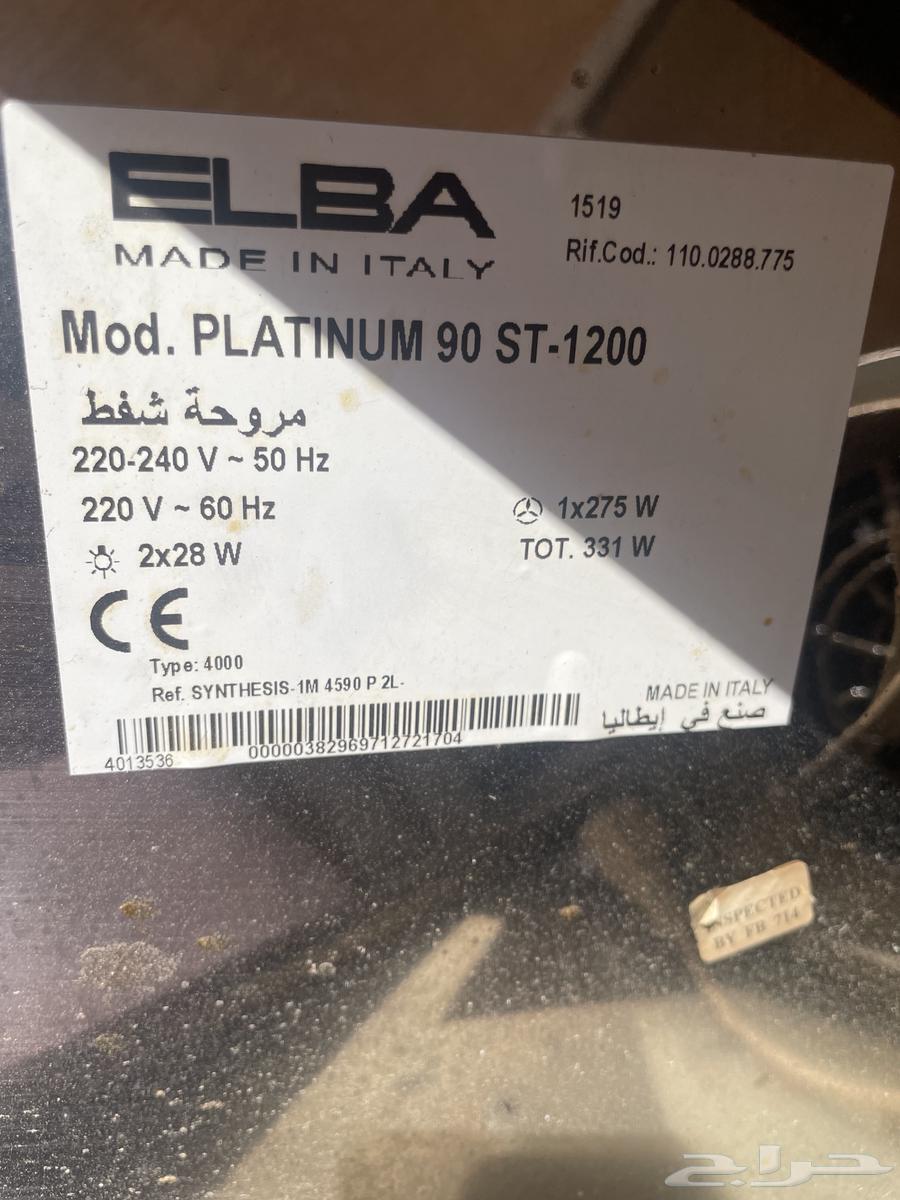 ELBA
MADE IN ITALY
1519
Rif.Cod.: 110.0288.775
Mod. PLATINUM 90 ST-1200
مروحة شفط
220-240 V ~ 50 Hz
220 V ~ 60 Hz
1x275 W
2x28 W
TOT. 331 W
CE
Type: 4000
Ref. SYNTHESIS-1M 4590 P 2L-
MADE IN ITALY
صنع في إيطاليا
4013536
00000382969712721704
INSPECTED
BY FB 714
حراج